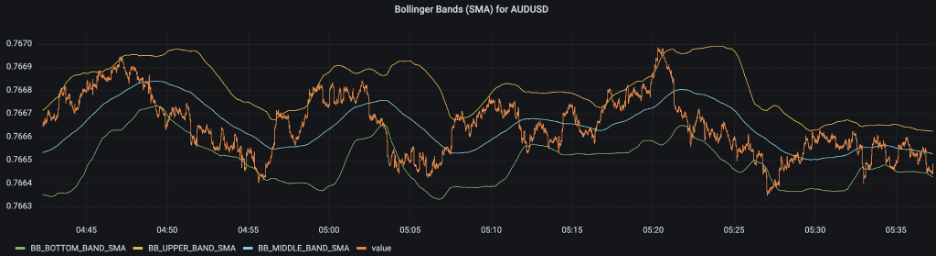 Bollinger Bands (SMA) for AUDUSD
0.7670
0.7669
0.7668
0.7667
0.7666
0.7665
0.7664
0.7663
04:45 04:50 04:55 05:00 05:05 05:10 05:15 05:20 05:25 05:30 05:35
BB_BOTTOM_BAND_SMA BB_UPPER_BAND_SMA BB_MIDDLE_BAND_SMA value